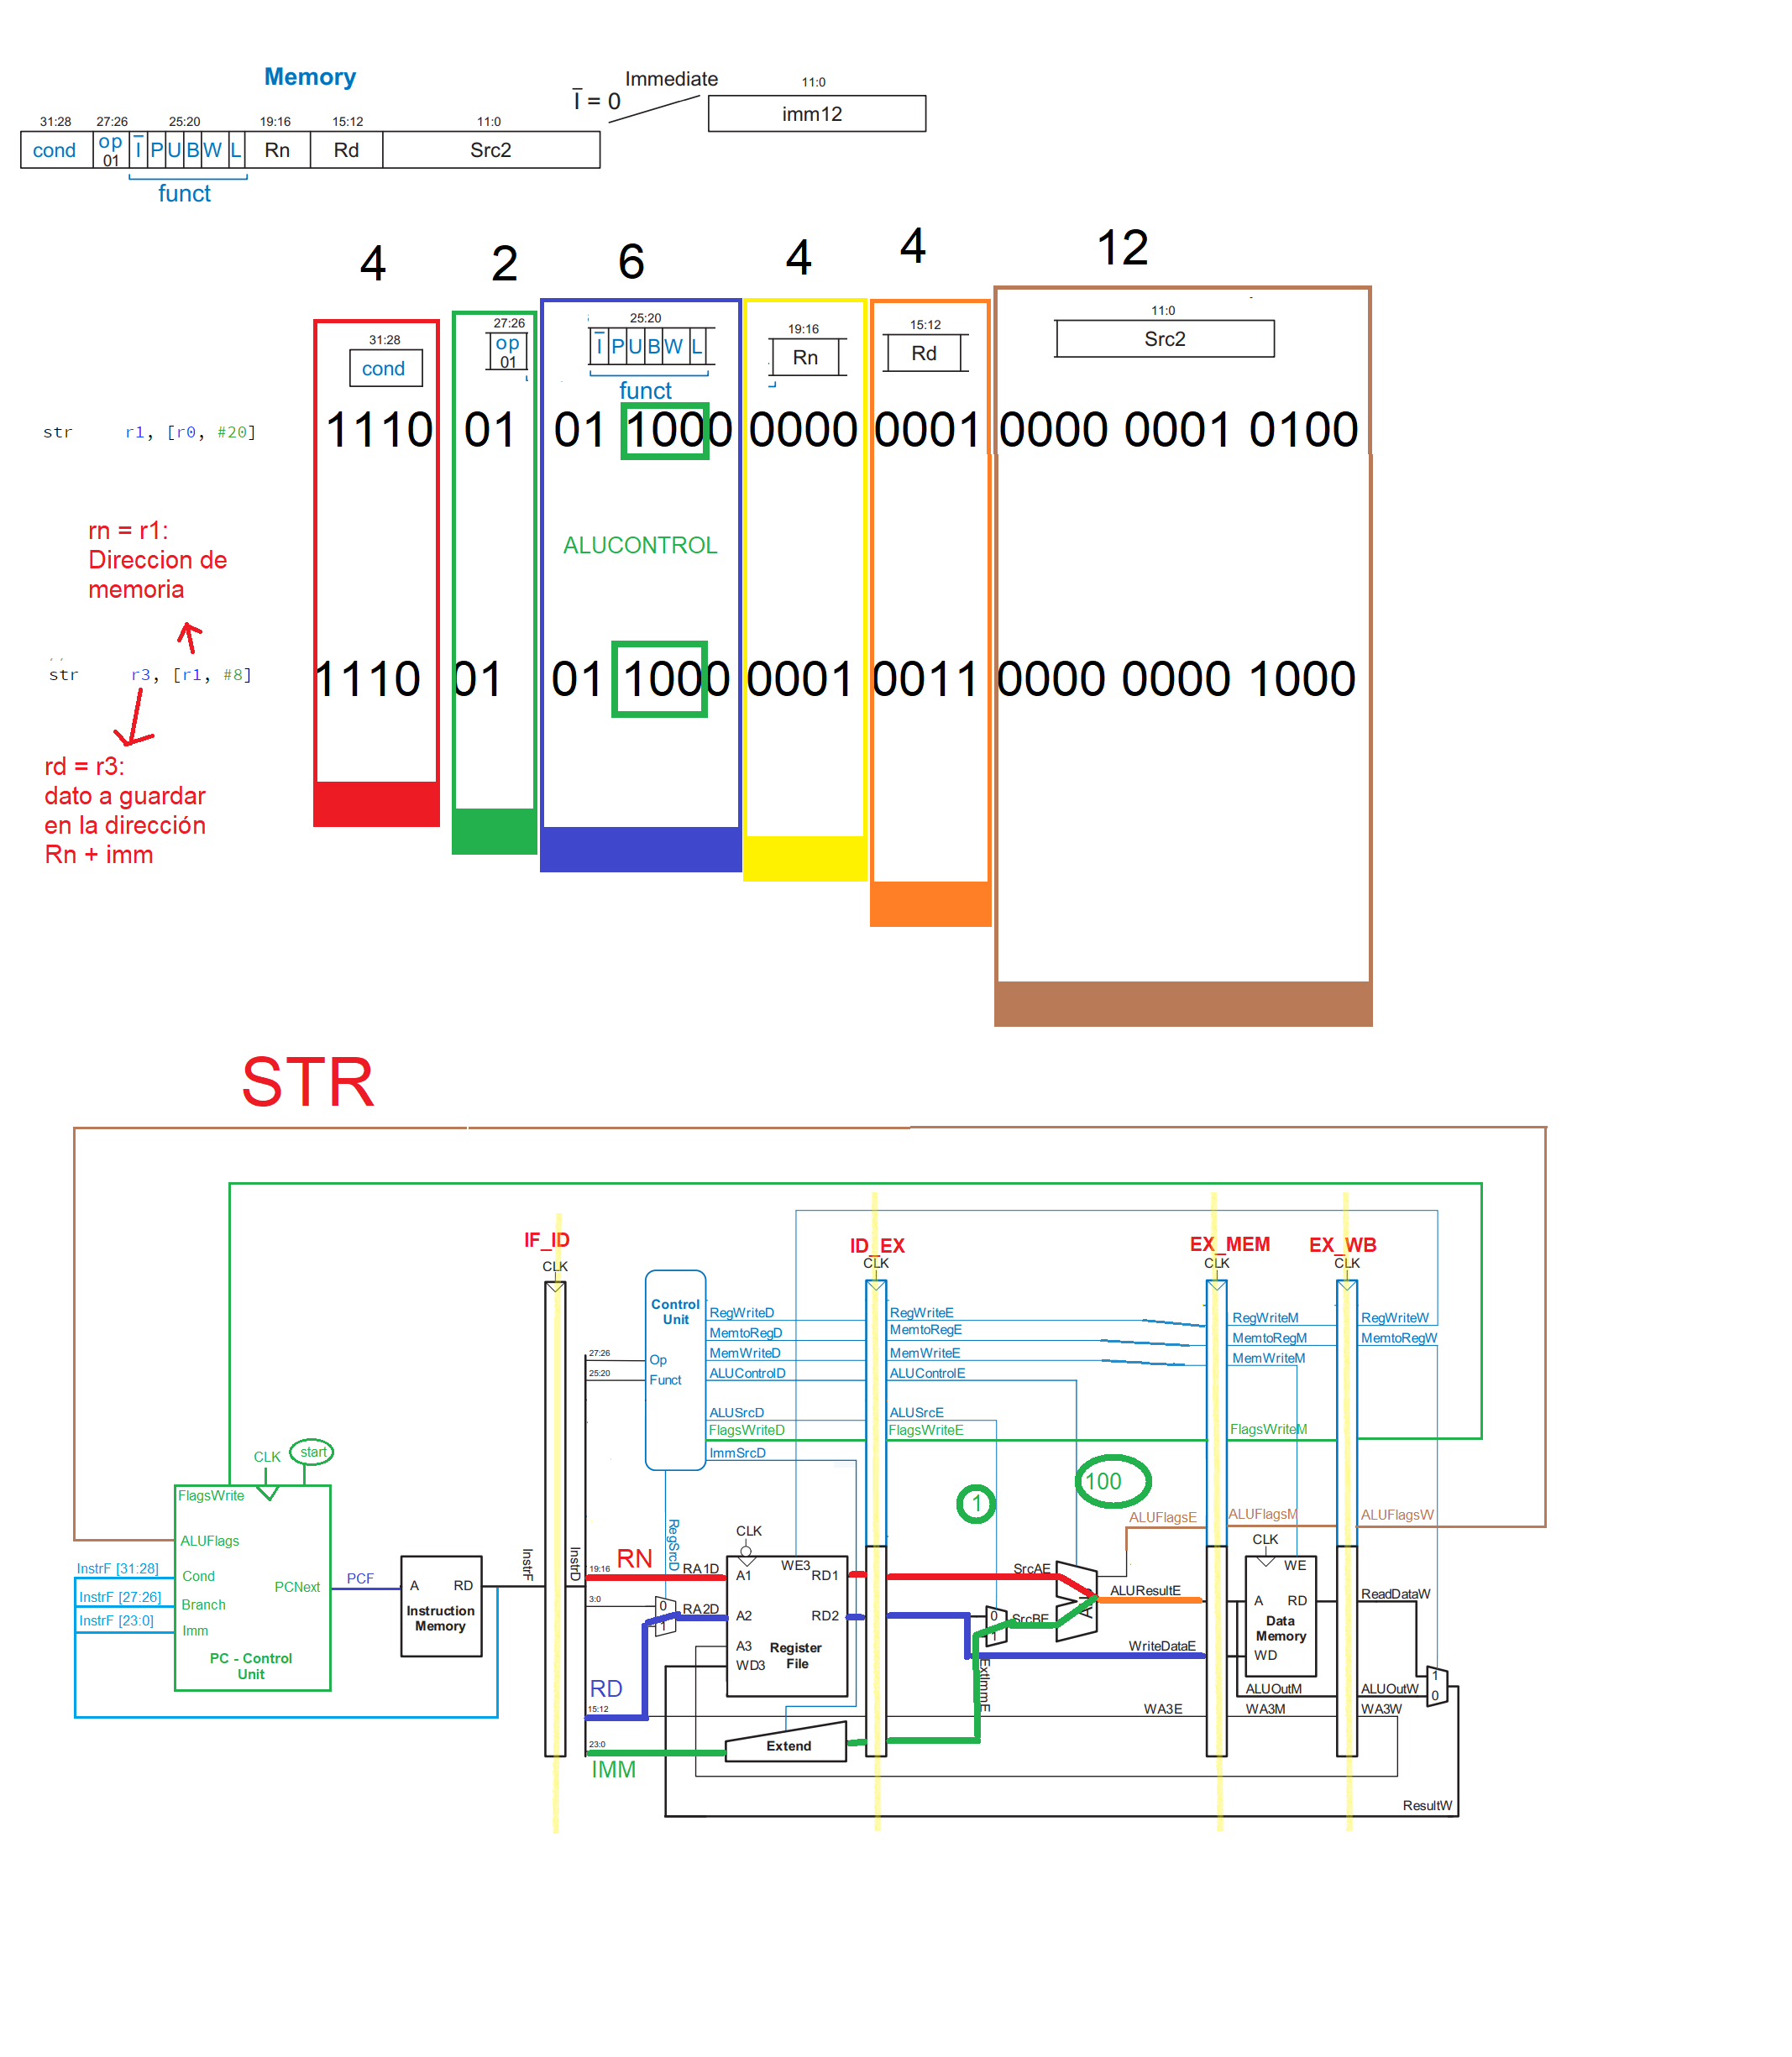 Memory
Immediate
11:0
I = 0
imm12
31:28 27:26 25:20 19:16 15:12 11:0
cond op 01 I P U B W L Rn Rd Src2
funct
4 2 6 4 4 12
31:28 27:26 25:20 19:16 15:12 11:0
cond op 01 I P U B W L Rn Rd Src2
funct
str r1, [r0, #20] 1110 01 01 1000 0 0000 0001 0000 0001 0100
rn = r1:
Direccion de
memoria
ALUCONTROL
str r3, [r1, #8] 1110 01 01 1000 0 0001 0011 0000 0000 1000
rd = r3:
dato a guardar
en la dirección
Rn + imm
STR
IF_ID ID_EX EX_MEM EX_WB
CLK CLK CLK CLK
Control
Unit
RegWriteD RegWriteE RegWriteM RegWriteW
MemtoRegD MemtoRegE MemtoRegM MemtoRegW
27:26 Op MemWriteD MemWriteE MemWriteM
25:20 Funct ALUControlD ALUControlE
ALUSrcD ALUSrcE
FlagsWriteD FlagsWriteE FlagsWriteM
ImmSrcD
CLK start
1 100
FlagsWrite
ALUFlags
ALUFlagsE ALUFlagsM ALUFlagsW
InstrF [31:28] Cond
InstrF [27:26] Branch
InstrF [23:0] Imm
PCNext PCF
PC - Control
Unit
A RD
Instruction
Memory
InstrF
InstrD
RegSrcD
RN
19:16 RA1D
3:0 0 RA2D
1
CLK
A1 WE3 RD1
A2 RD2
A3
WD3
Register
File
SrcAE
0 SrcBE
1
ExtImmE
ALUResultE
WriteDataE
CLK
WE
A RD
Data
Memory
WD
ReadDataW
1
0
ALUOutM ALUOutW
RD
15:12 WA3E WA3M WA3W
23:0 Extend
IMM
ResultW